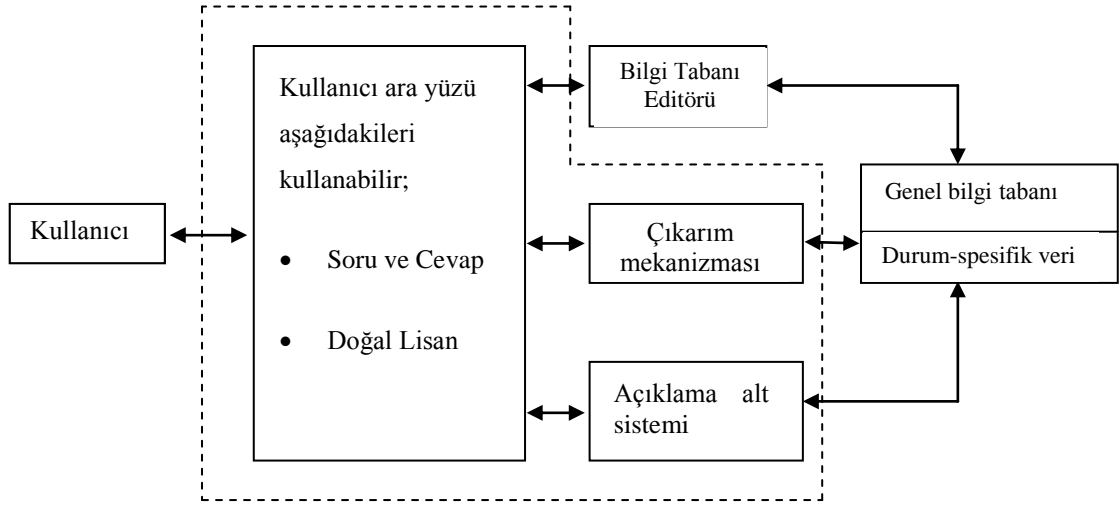 Kullanıcı
Kullanıcı ara yüzü
aşağıdakileri
kullanabilir;
• Soru ve Cevap
• Doğal Lisan
Bilgi Tabanı
Editörü
Çıkarım
mekanizması
Açıklama alt
sistemi
Genel bilgi tabanı
Durum-spesifik veri